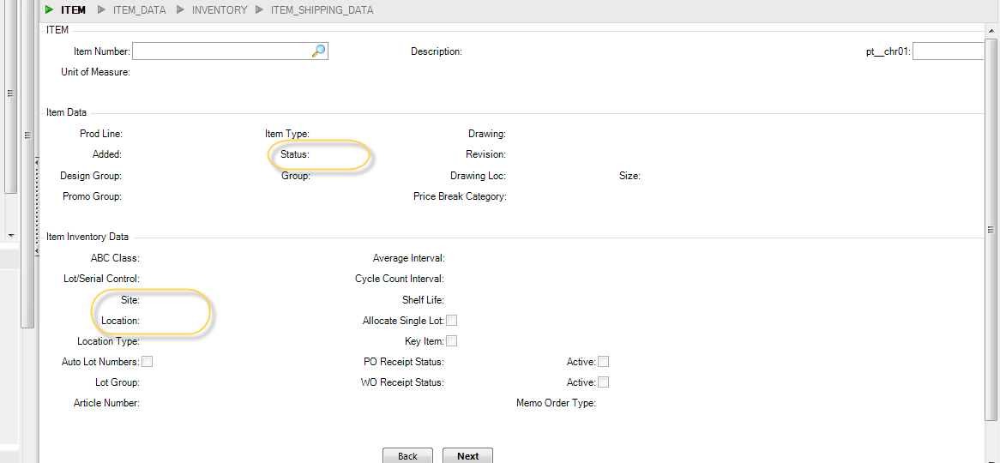 ITEM ITEM_DATA INVENTORY ITEM_SHIPPING_DATA
ITEM
Item Number: Description: pt__chr01:
Unit of Measure:
Item Data
Prod Line: Item Type: Drawing:
Added: Status: Revision:
Design Group: Group: Drawing Loc: Size:
Promo Group: Price Break Category:
Item Inventory Data
ABC Class: Average Interval:
Lot/Serial Control: Cycle Count Interval:
Site: Shelf Life:
Location: Allocate Single Lot:
Location Type: Key Item:
Auto Lot Numbers: PO Receipt Status: Active:
Lot Group: WO Receipt Status: Active:
Article Number: Memo Order Type:
Back Next